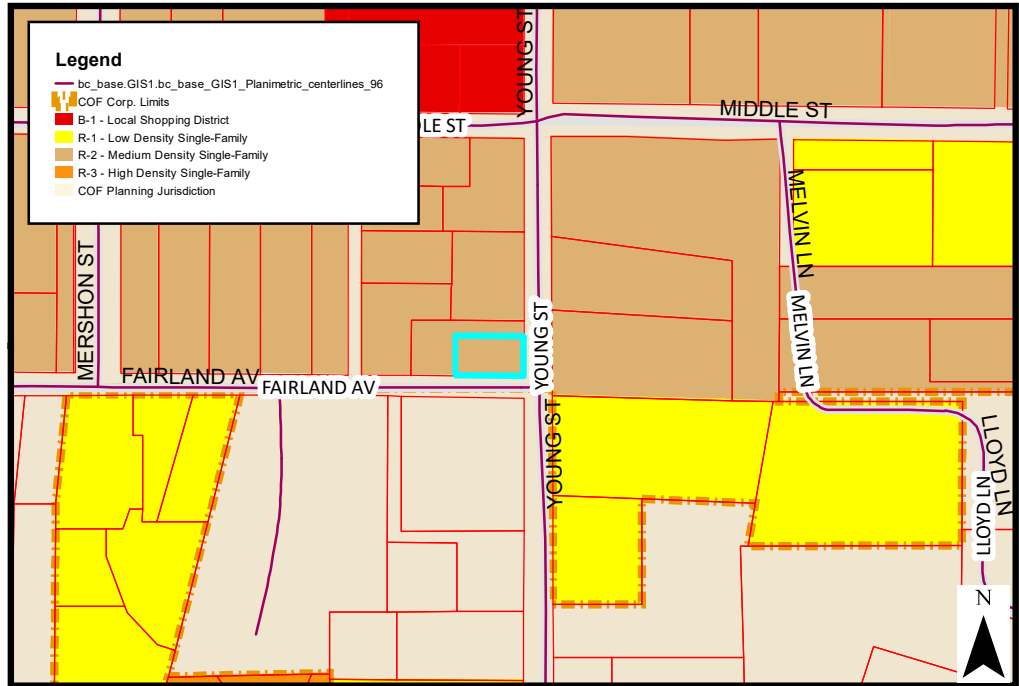 Legend
bc_base.GIS1.bc_base_GIS1_Planimetric_centerlines_96
COF Corp. Limits
B-1 - Local Shopping District
R-1 - Low Density Single-Family
R-2 - Medium Density Single-Family
R-3 - High Density Single-Family
COF Planning Jurisdiction
YOUNG ST
MIDDLE ST
DLE ST
MELVIN LN
MERSHON ST
MELVIN LN
YOUNG ST
FAIRLAND AV
FAIRLAND AV
YOUNG ST
LLOYD LN
LLOYD LN
N